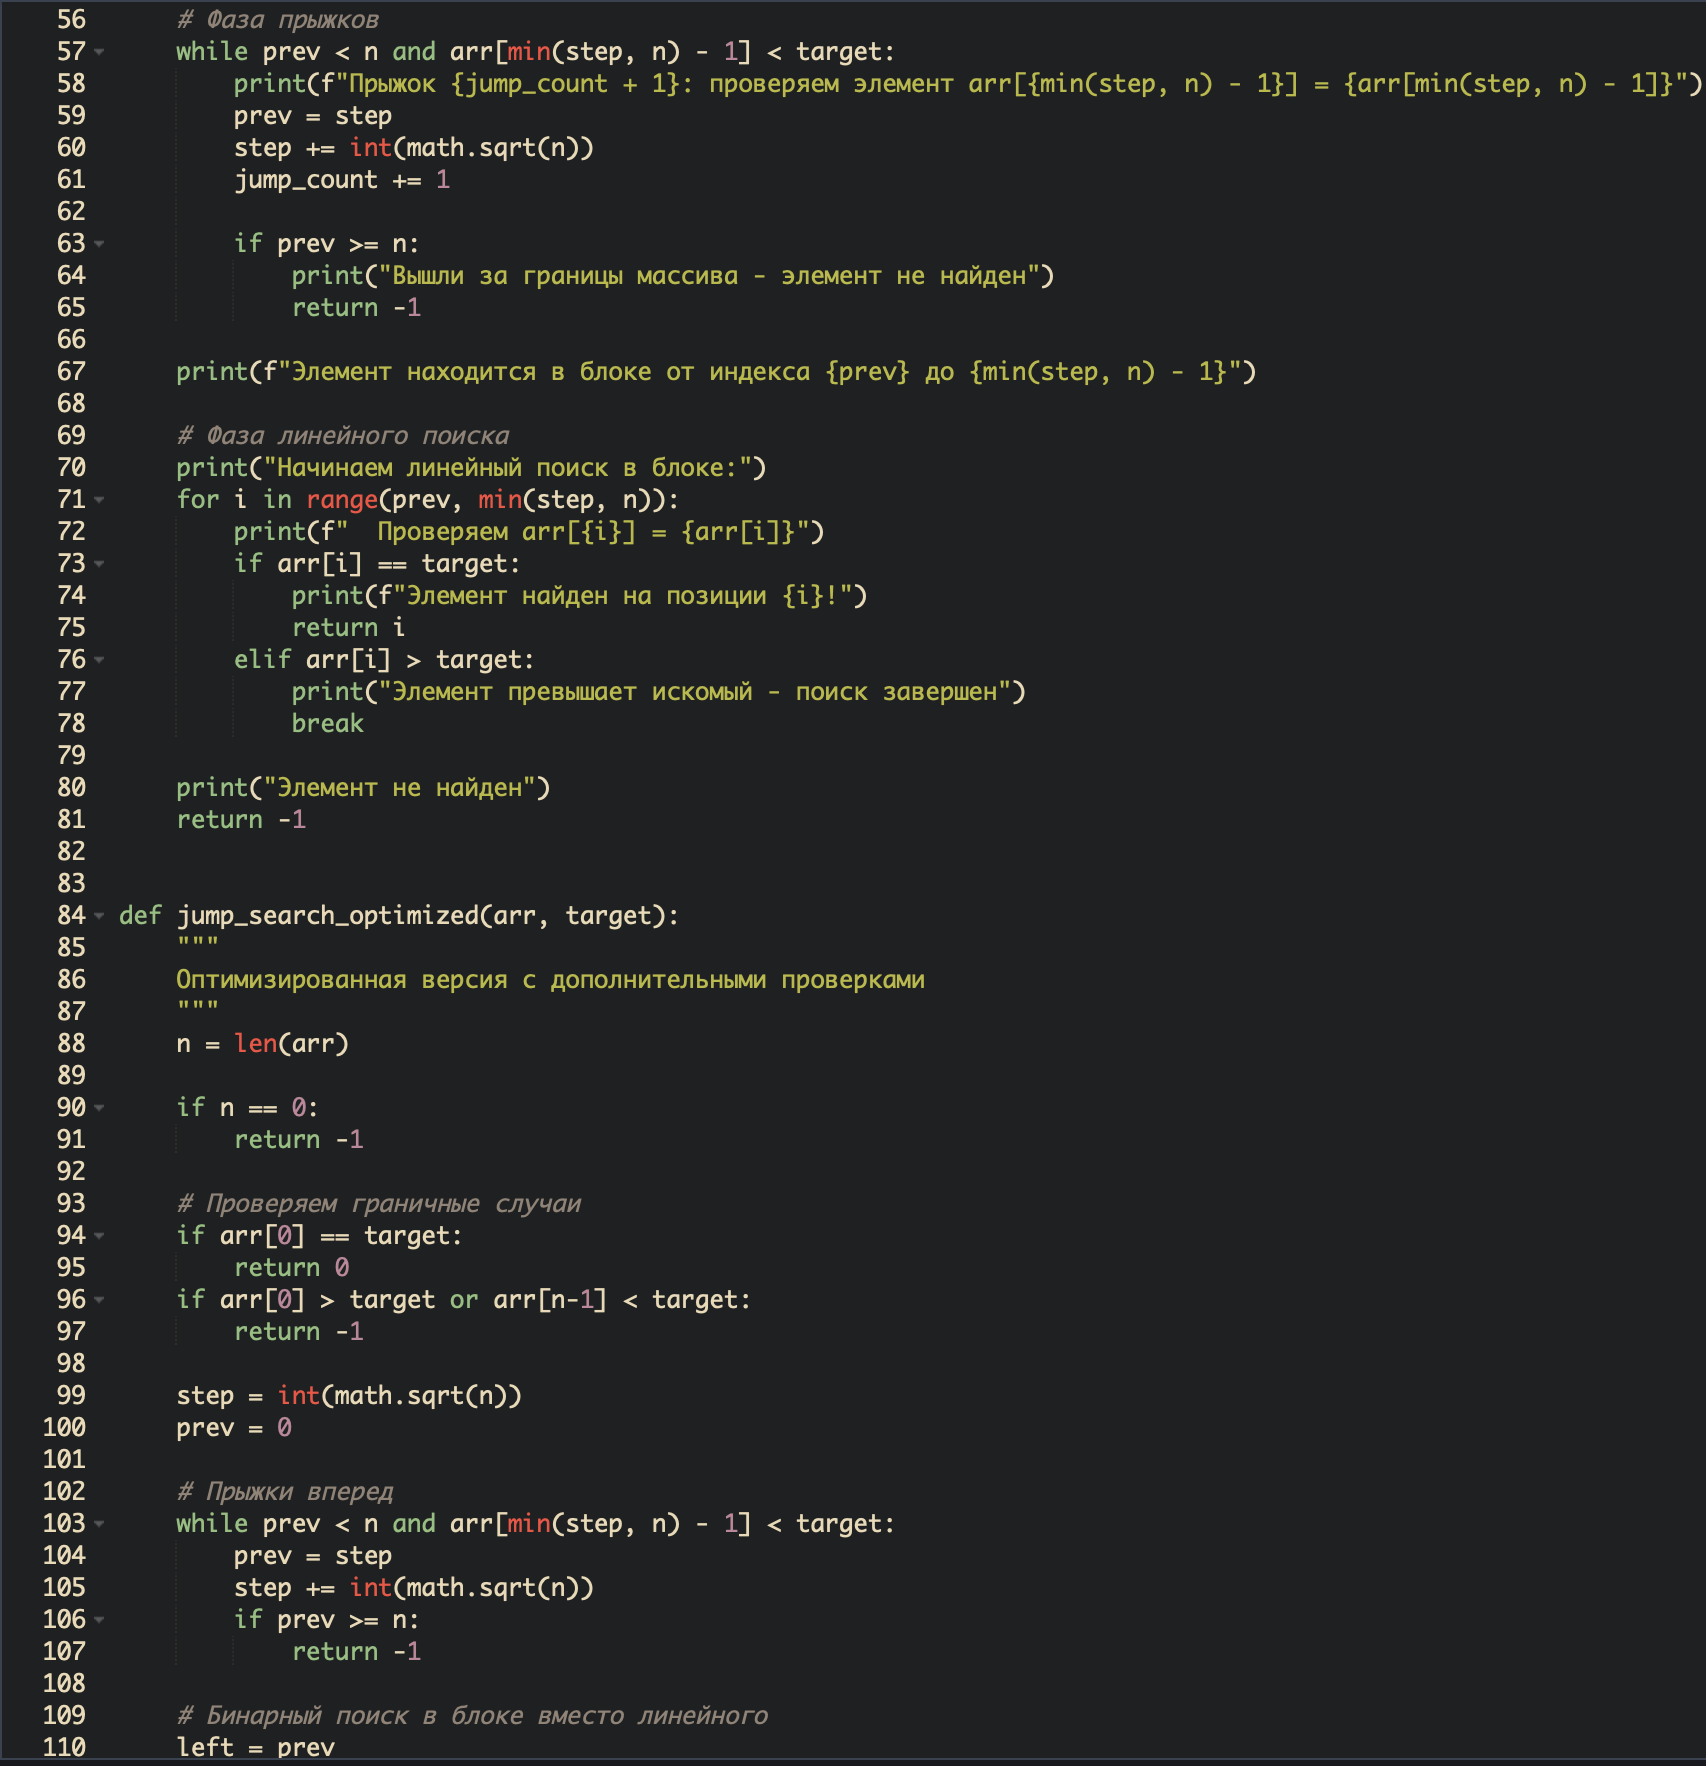 56 # Фаза прыжков
57 while prev < n and arr[min(step, n) - 1] < target:
58 print(f"Прыжок {jump_count + 1}: проверяем элемент arr[{min(step, n) - 1}] = {arr[min(step, n) - 1]}")
59 prev = step
60 step += int(math.sqrt(n))
61 jump_count += 1
62
63 if prev >= n:
64 print("Вышли за границы массива - элемент не найден")
65 return -1
66
67 print(f"Элемент находится в блоке от индекса {prev} до {min(step, n) - 1}")
68
69 # Фаза линейного поиска
70 print("Начинаем линейный поиск в блоке:")
71 for i in range(prev, min(step, n)):
72 print(f"  Проверяем arr[{i}] = {arr[i]}")
73 if arr[i] == target:
74 print(f"Элемент найден на позиции {i}!")
75 return i
76 elif arr[i] > target:
77 print("Элемент превышает искомый - поиск завершен")
78 break
79
80 print("Элемент не найден")
81 return -1
82
83
84 def jump_search_optimized(arr, target):
85 """
86 Оптимизированная версия с дополнительными проверками
87 """
88 n = len(arr)
89
90 if n == 0:
91 return -1
92
93 # Проверяем граничные случаи
94 if arr[0] == target:
95 return 0
96 if arr[0] > target or arr[n-1] < target:
97 return -1
98
99 step = int(math.sqrt(n))
100 prev = 0
101
102 # Прыжки вперед
103 while prev < n and arr[min(step, n) - 1] < target:
104 prev = step
105 step += int(math.sqrt(n))
106 if prev >= n:
107 return -1
108
109 # Бинарный поиск в блоке вместо линейного
110 left = prev